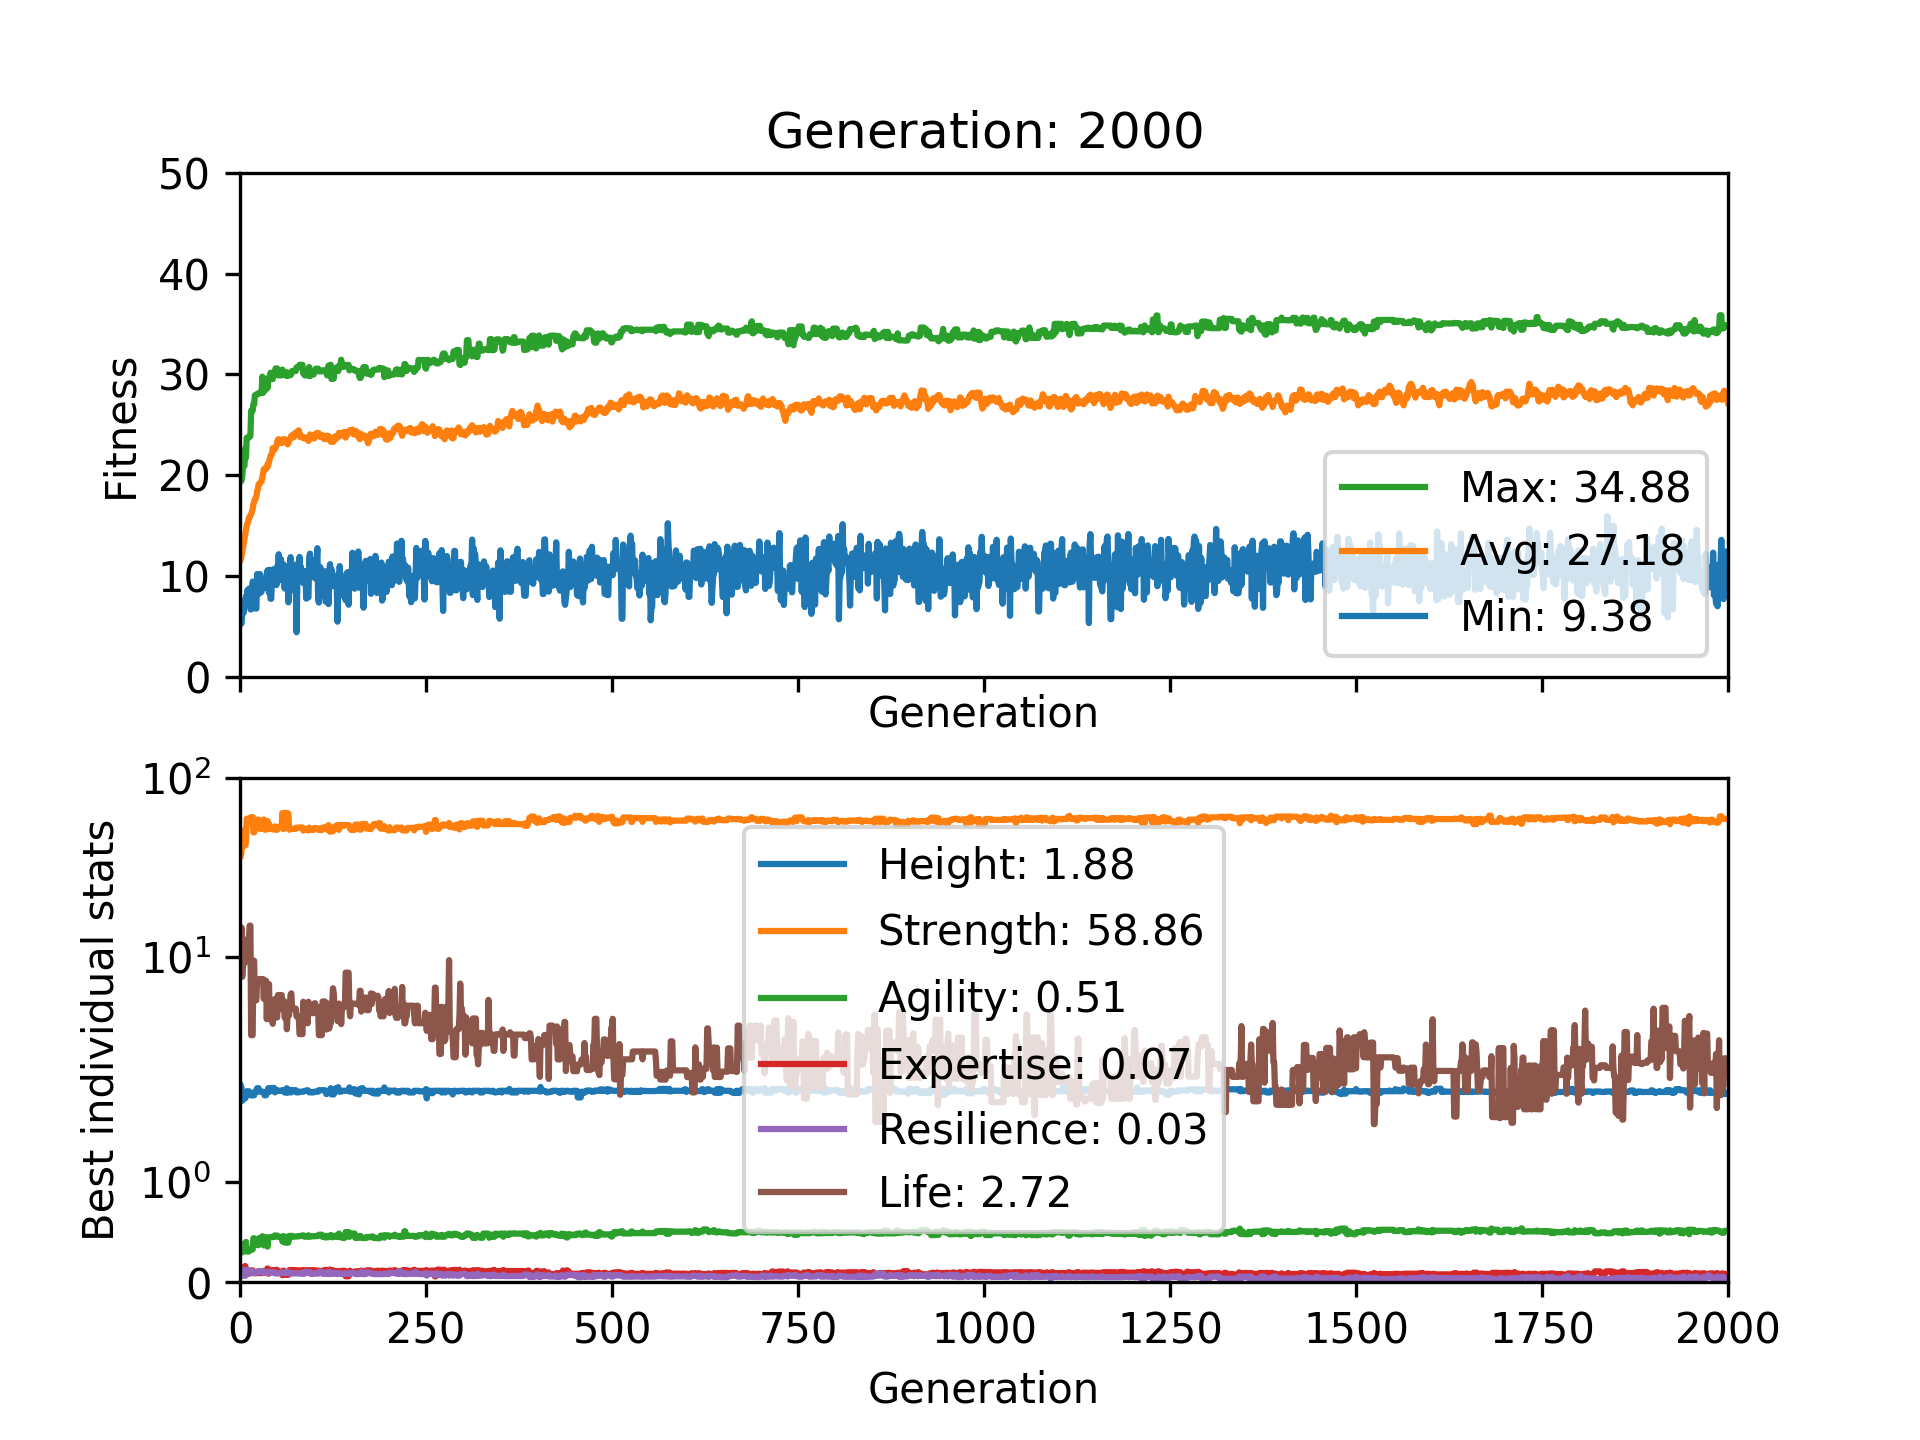 Generation: 2000
50
40
30
20
10
0
Fitness
Max: 34.88
Avg: 27.18
Min: 9.38
Generation
10²
10¹
10⁰
0
Best individual stats
Height: 1.88
Strength: 58.86
Agility: 0.51
Expertise: 0.07
Resilience: 0.03
Life: 2.72
0 250 500 750 1000 1250 1500 1750 2000
Generation